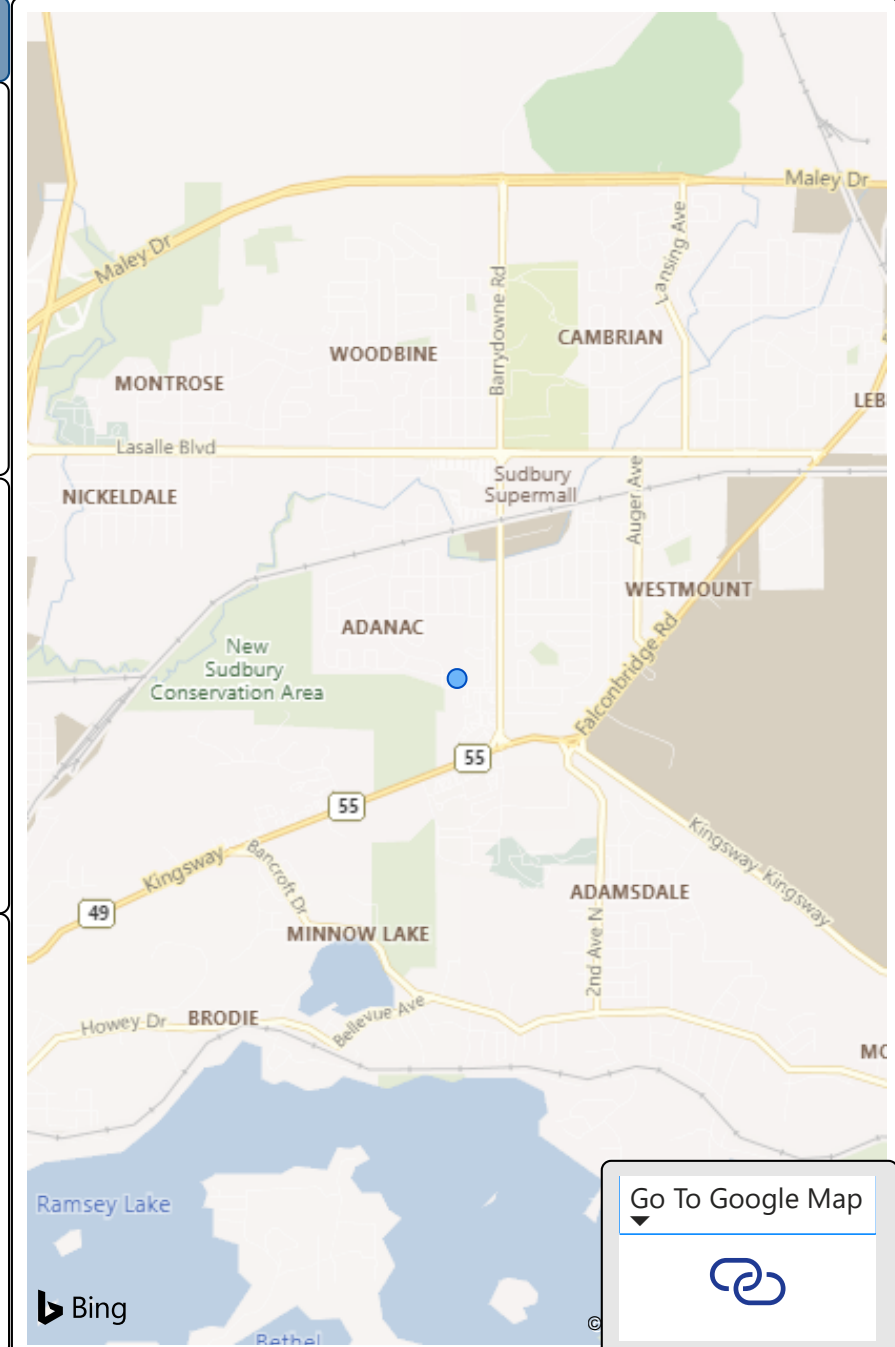 Maley Dr
Lansing Ave
Maley Dr
Barrydowne Rd
CAMBRIAN
WOODBINE
MONTROSE
LEB
Lasalle Blvd
Sudbury
Supermall
NICKELDALE
Auger Ave
WESTMOUNT
ADANAC
New
Sudbury
Conservation Area
Falconbridge Rd
55
55
Kingsway Kingsway
Bancroft Dr
Kingsway
ADAMSDALE
49
MINNOW LAKE
2nd Ave N
Bellevue Ave
BRODIE
Howey Dr
MO
Ramsey Lake
Go To Google Map
Bing
©
Bethel